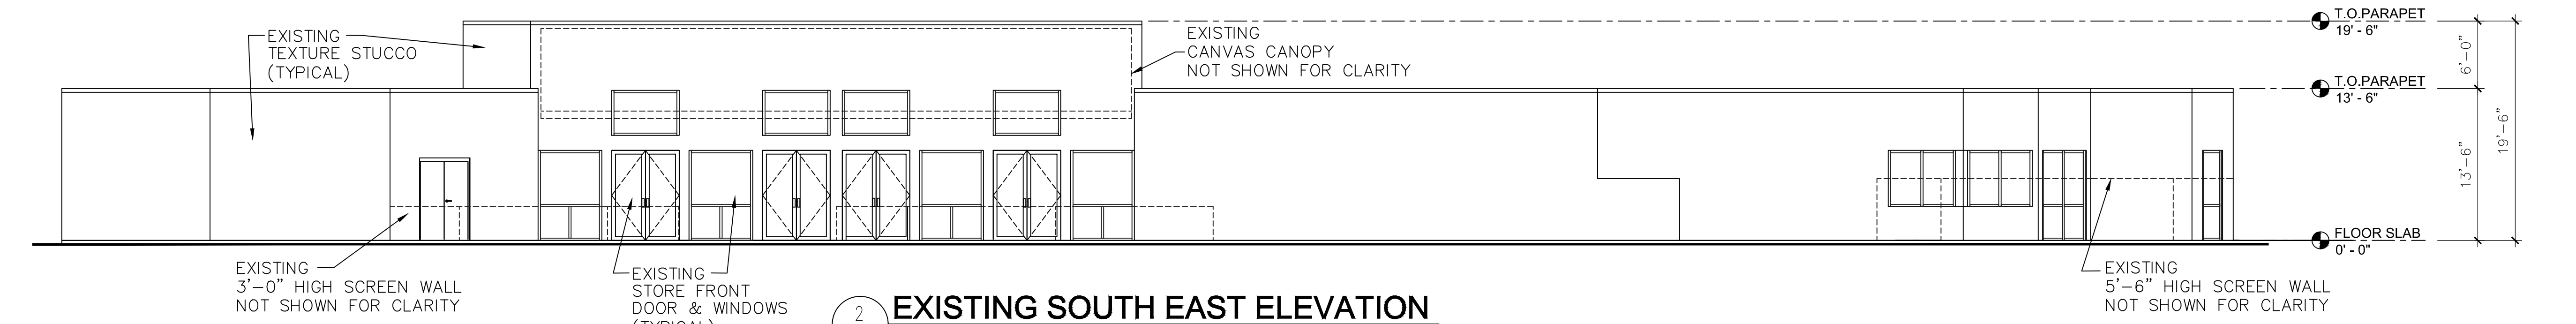 EXISTING
TEXTURE STUCCO
(TYPICAL)
EXISTING
CANVAS CANOPY
NOT SHOWN FOR CLARITY
T.O.PARAPET
19' - 6"
6'-0"
T.O.PARAPET
13' - 6"
13'-6"
19'-6"
FLOOR SLAB
0' - 0"
EXISTING
3'-0" HIGH SCREEN WALL
NOT SHOWN FOR CLARITY
EXISTING
STORE FRONT
DOOR & WINDOWS
(TYPICAL)
2
EXISTING SOUTH EAST ELEVATION
EXISTING
5'-6" HIGH SCREEN WALL
NOT SHOWN FOR CLARITY